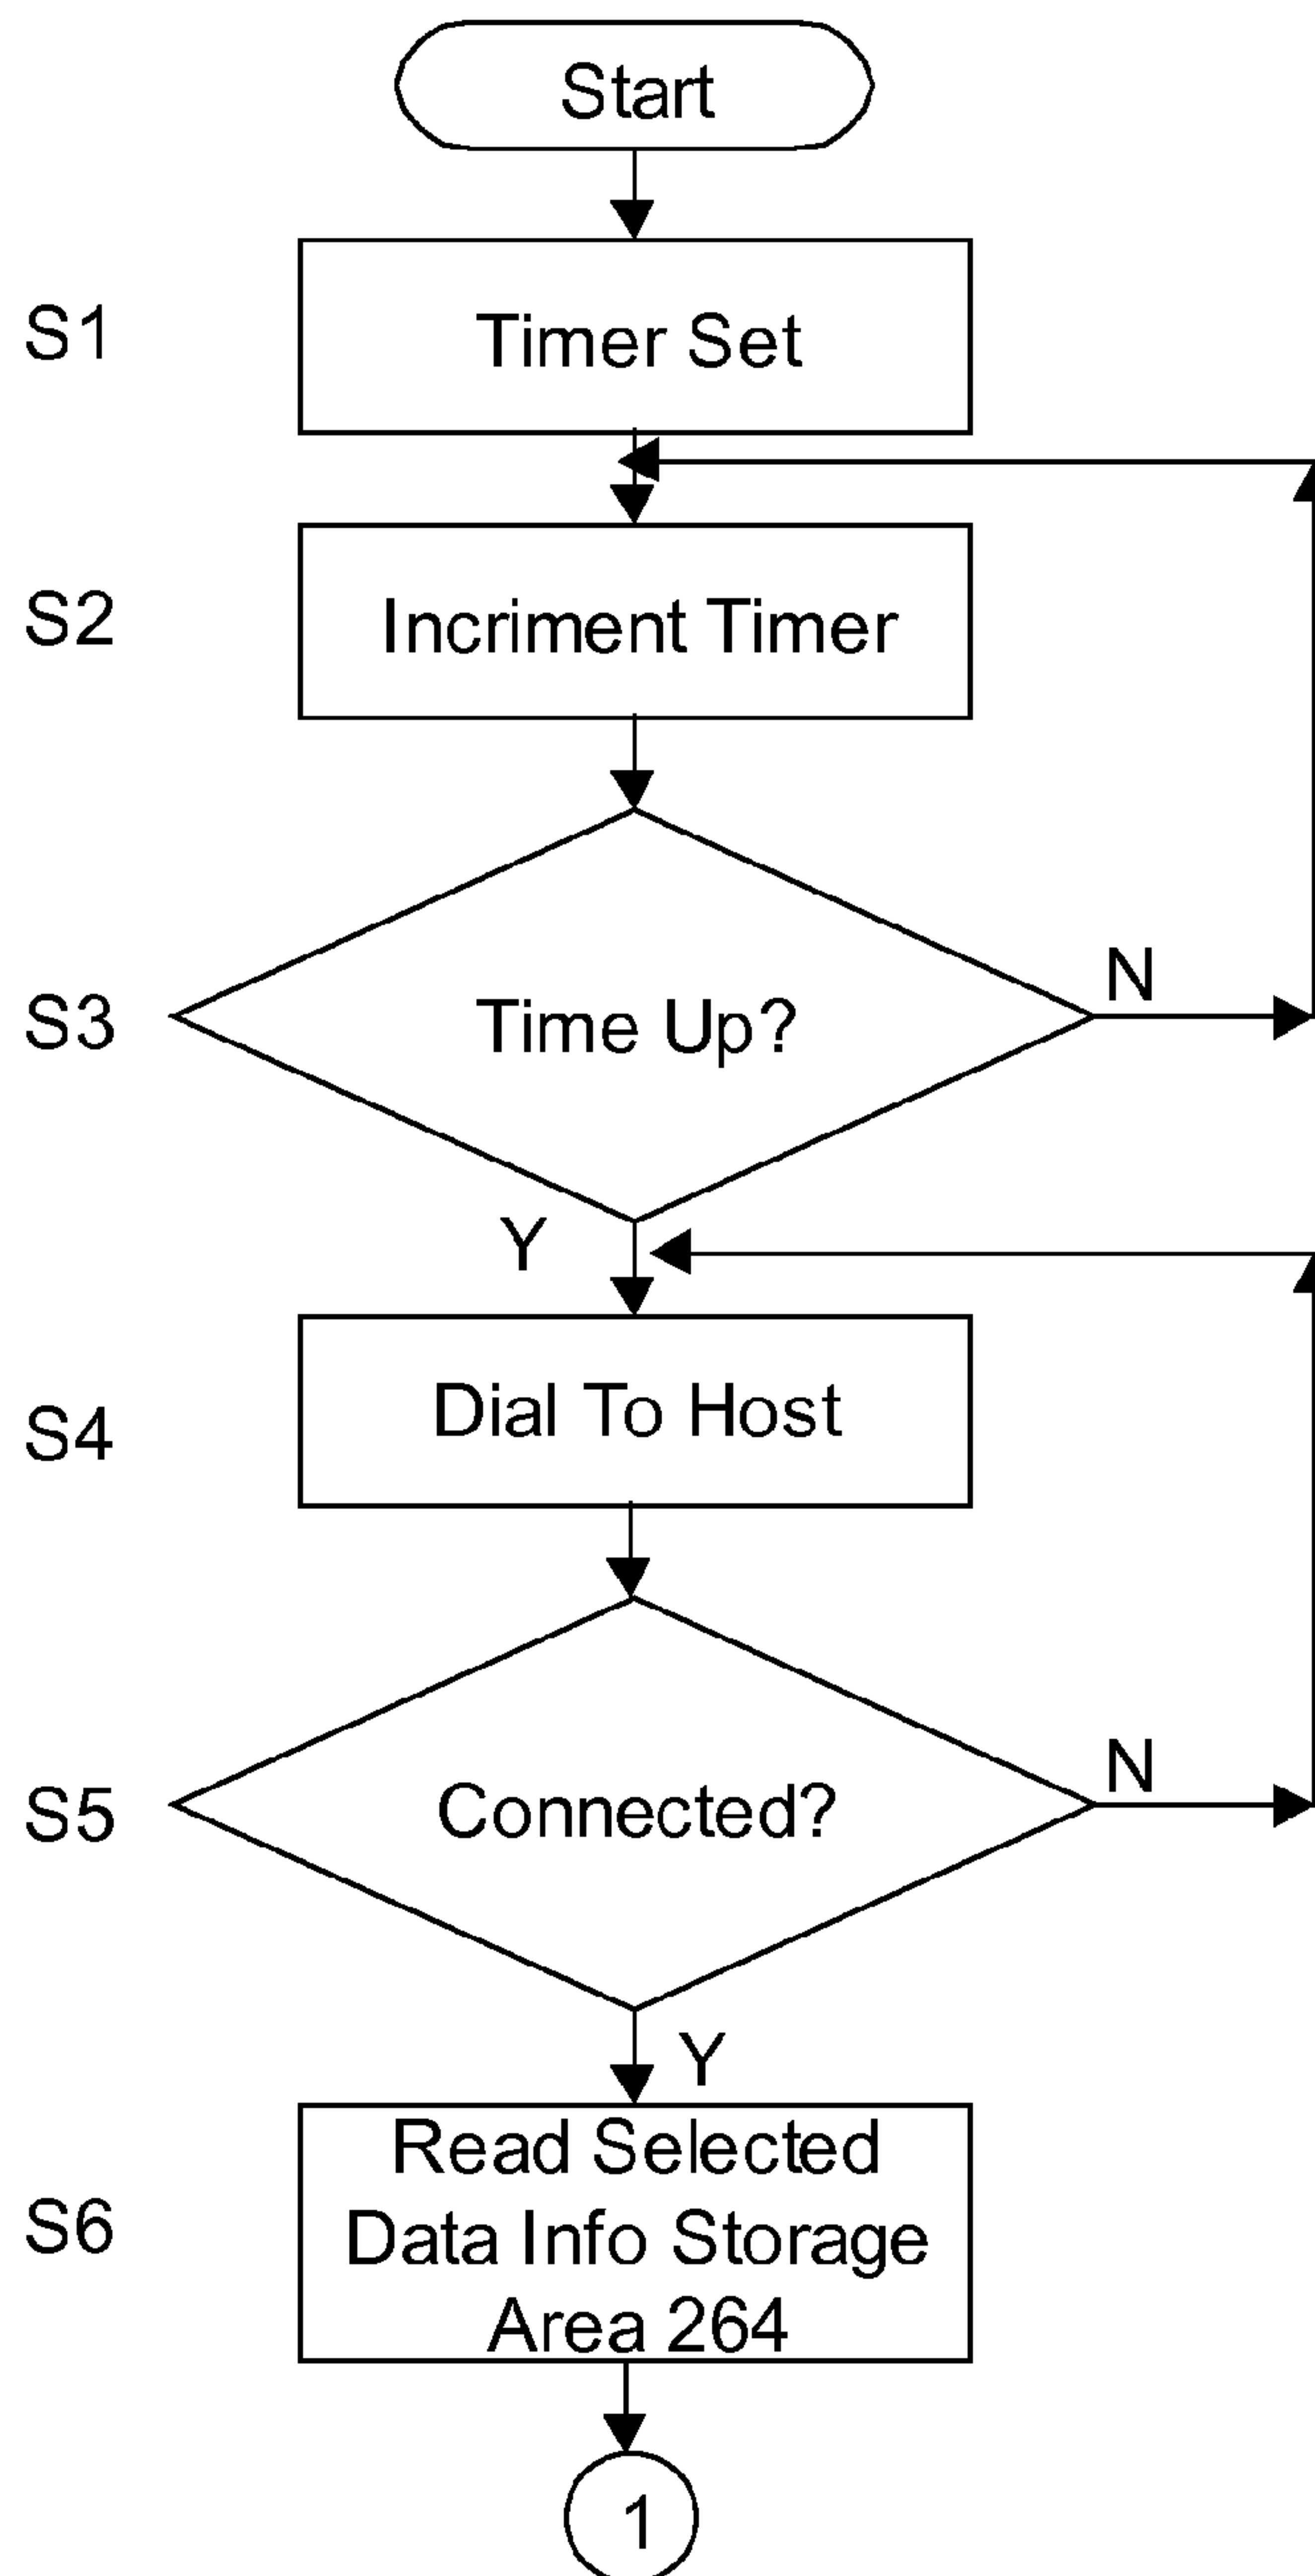 Start
S1
Timer Set
S2
Incriment Timer
S3
Time Up?
N
Y
S4
Dial To Host
S5
Connected?
N
Y
S6
Read Selected
Data Info Storage
Area 264
1